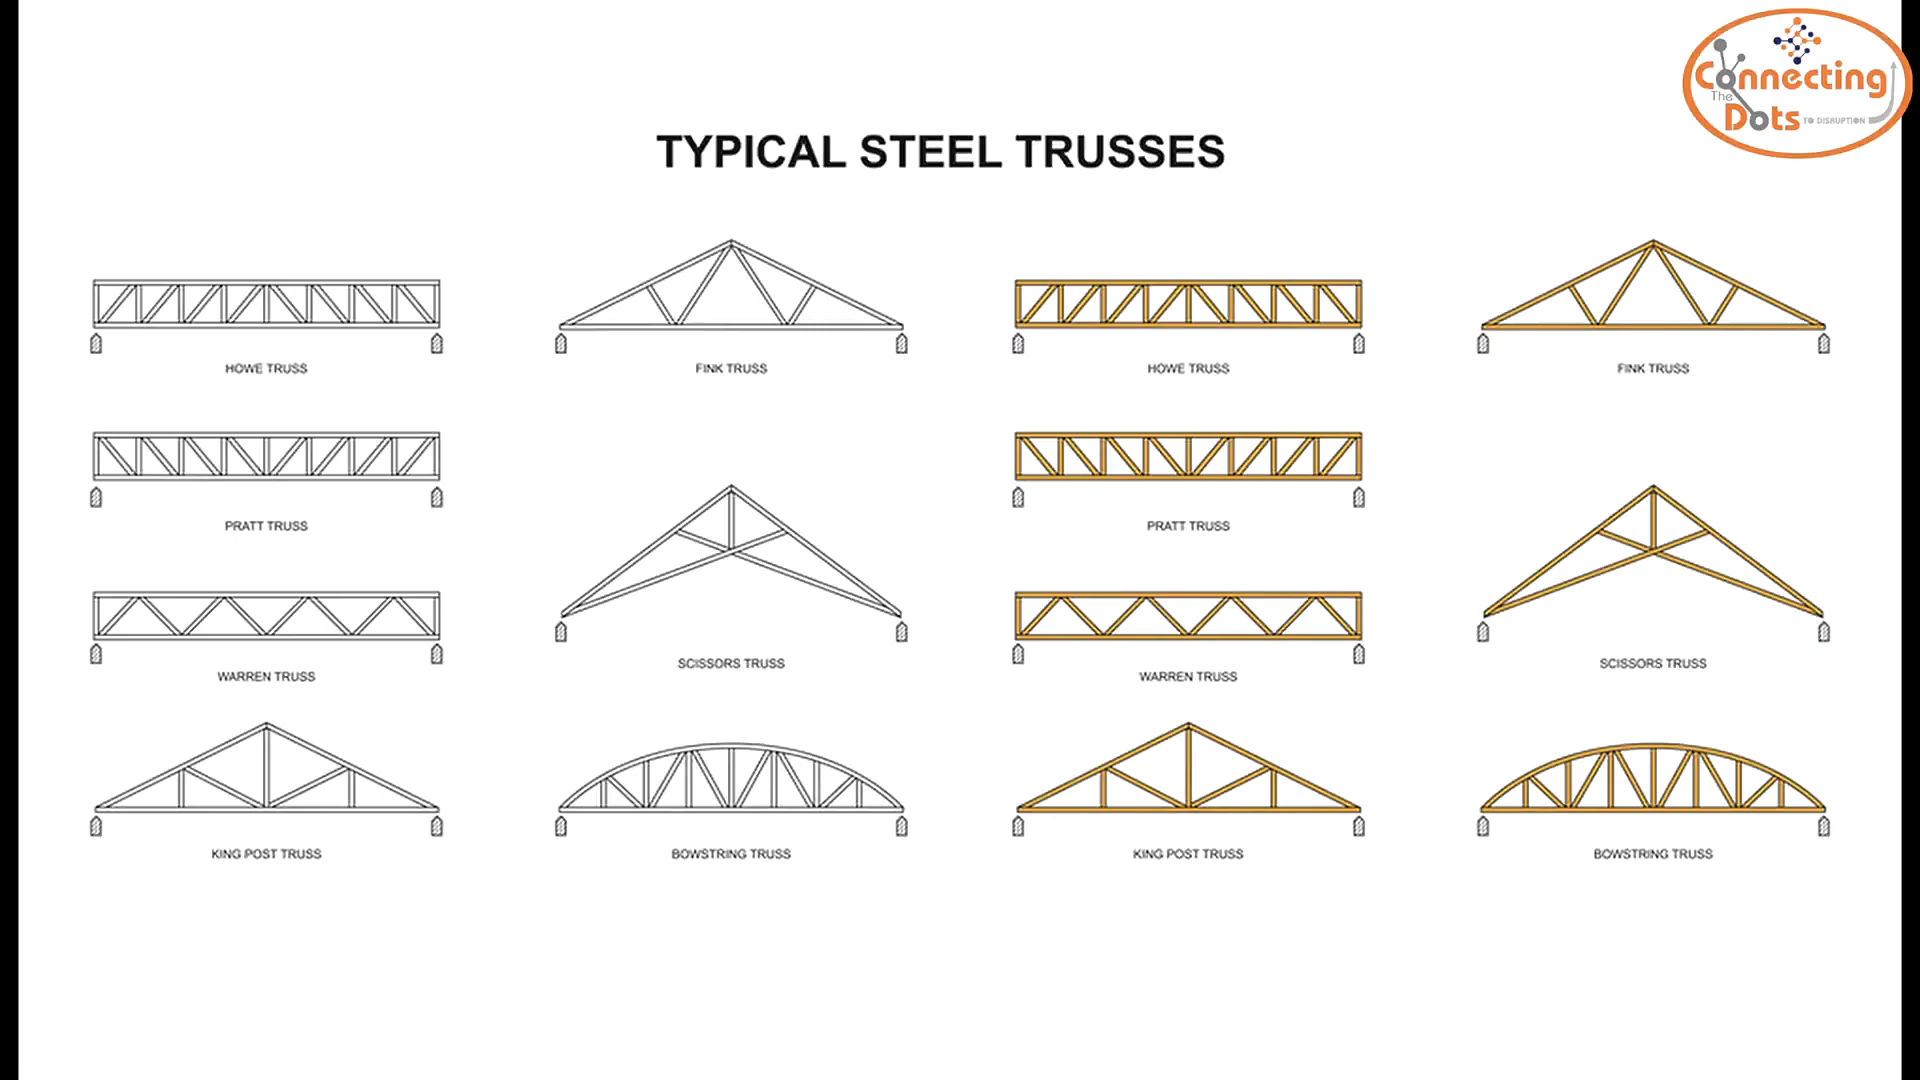 Connecting
The
Dots TO DISRUPTION
TYPICAL STEEL TRUSSES
HOWE TRUSS
FINK TRUSS
HOWE TRUSS
FINK TRUSS
PRATT TRUSS
PRATT TRUSS
SCISSORS TRUSS
SCISSORS TRUSS
WARREN TRUSS
WARREN TRUSS
KING POST TRUSS
BOWSTRING TRUSS
KING POST TRUSS
BOWSTRING TRUSS